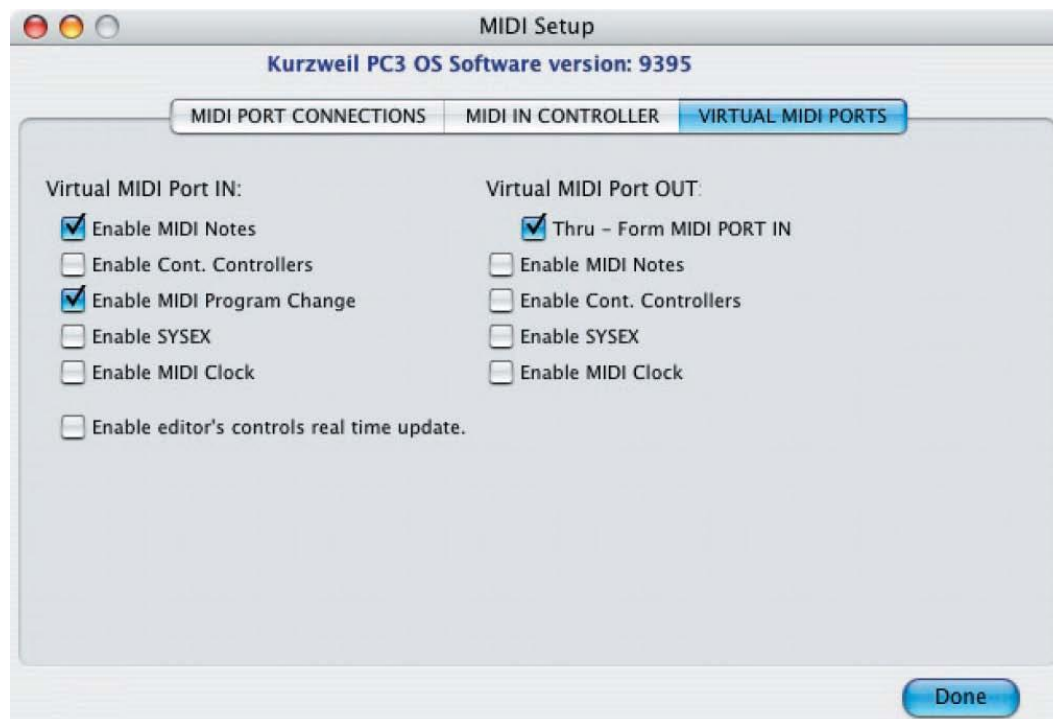 MIDI Setup
Kurzweil PC3 OS Software version: 9395
MIDI PORT CONNECTIONS
MIDI IN CONTROLLER
VIRTUAL MIDI PORTS
Virtual MIDI Port IN:
Enable MIDI Notes
Enable Cont. Controllers
Enable MIDI Program Change
Enable SYSEX
Enable MIDI Clock
Enable editor's controls real time update.
Virtual MIDI Port OUT:
Thru – Form MIDI PORT IN
Enable MIDI Notes
Enable Cont. Controllers
Enable SYSEX
Enable MIDI Clock
Done